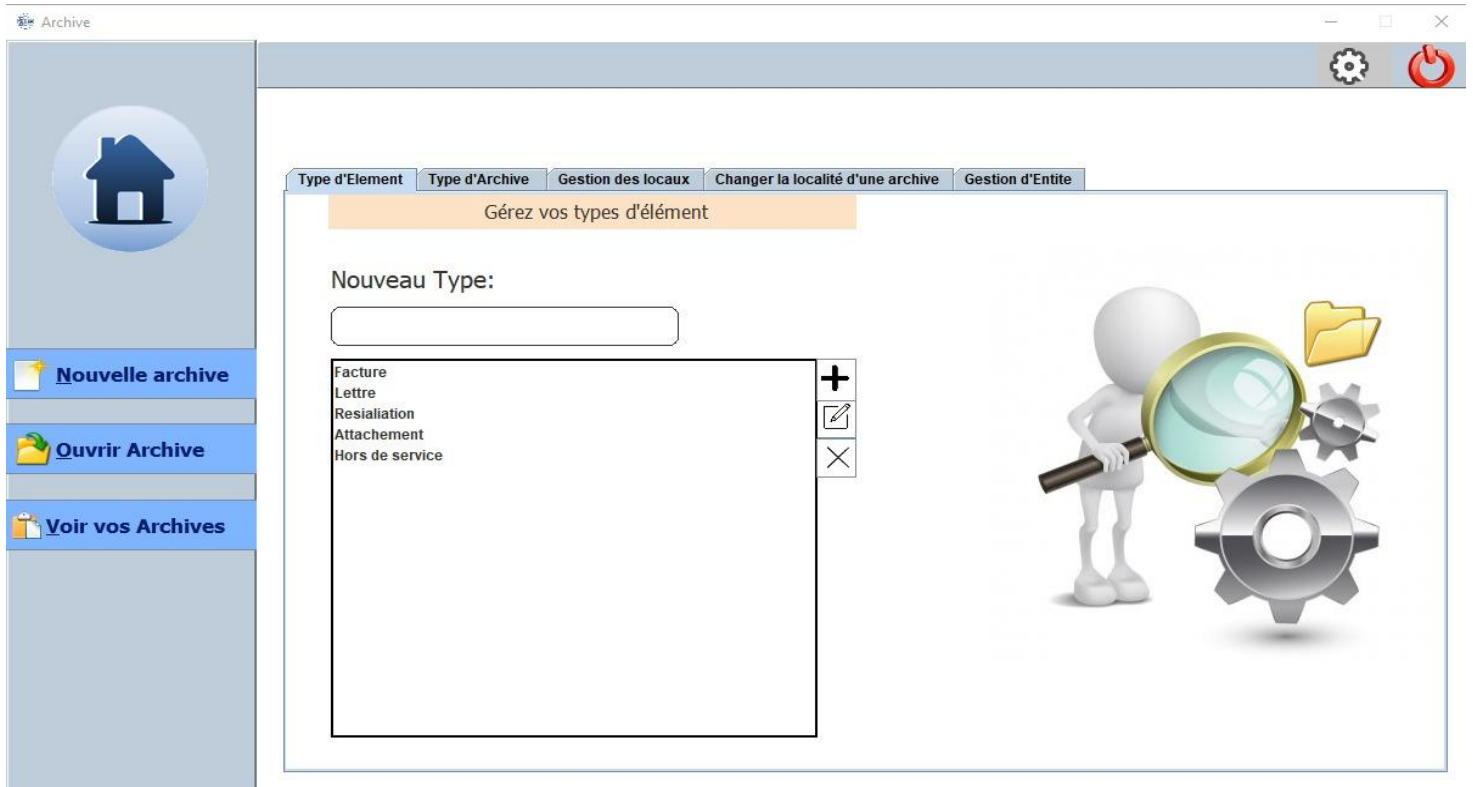 Archive
Type d'Element Type d'Archive Gestion des locaux Changer la localité d'une archive Gestion d'Entite
Gérez vos types d'élément
Nouveau Type:
Nouvelle archive
Ouvrir Archive
Voir vos Archives
Facture
Lettre
Resialiation
Attachement
Hors de service